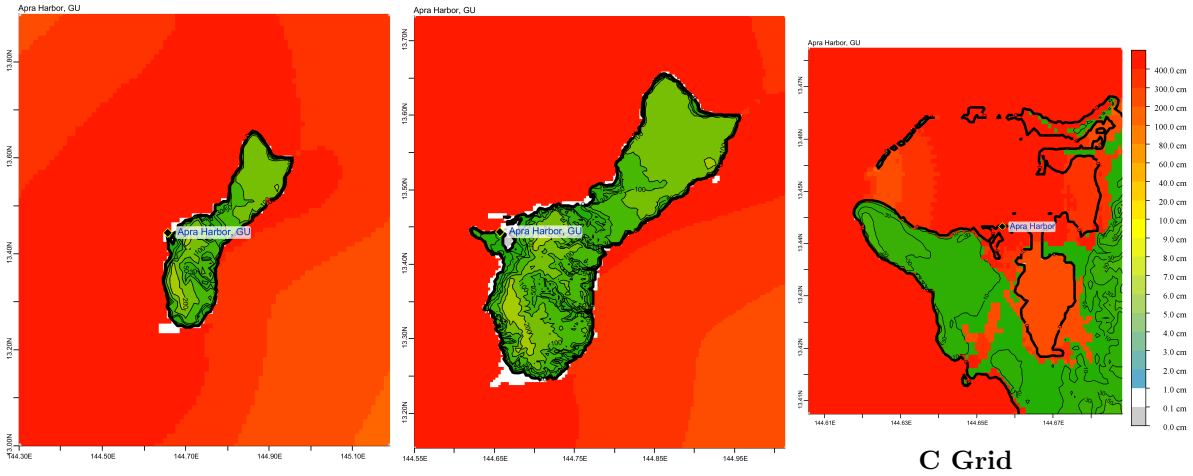 Apra Harbor, GU
13.80N
13.60N
13.40N
13.20N
13.00N
Apra Harbor, GU
100
200
144.30E
144.50E
144.70E
144.90E
145.10E
Apra Harbor, GU
13.70N
13.60N
13.50N
13.40N
13.30N
13.20N
Apra Harbor, GU
100
144.55E
144.65E
144.75E
144.85E
144.95E
Apra Harbor, GU
13.47N
13.46N
13.45N
13.44N
13.43N
13.42N
13.41N
Apra Harbor
144.61E
144.63E
144.65E
144.67E
400.0 cm
300.0 cm
200.0 cm
100.0 cm
80.0 cm
60.0 cm
40.0 cm
20.0 cm
10.0 cm
9.0 cm
8.0 cm
7.0 cm
6.0 cm
5.0 cm
4.0 cm
3.0 cm
2.0 cm
1.0 cm
0.1 cm
0.0 cm
C Grid